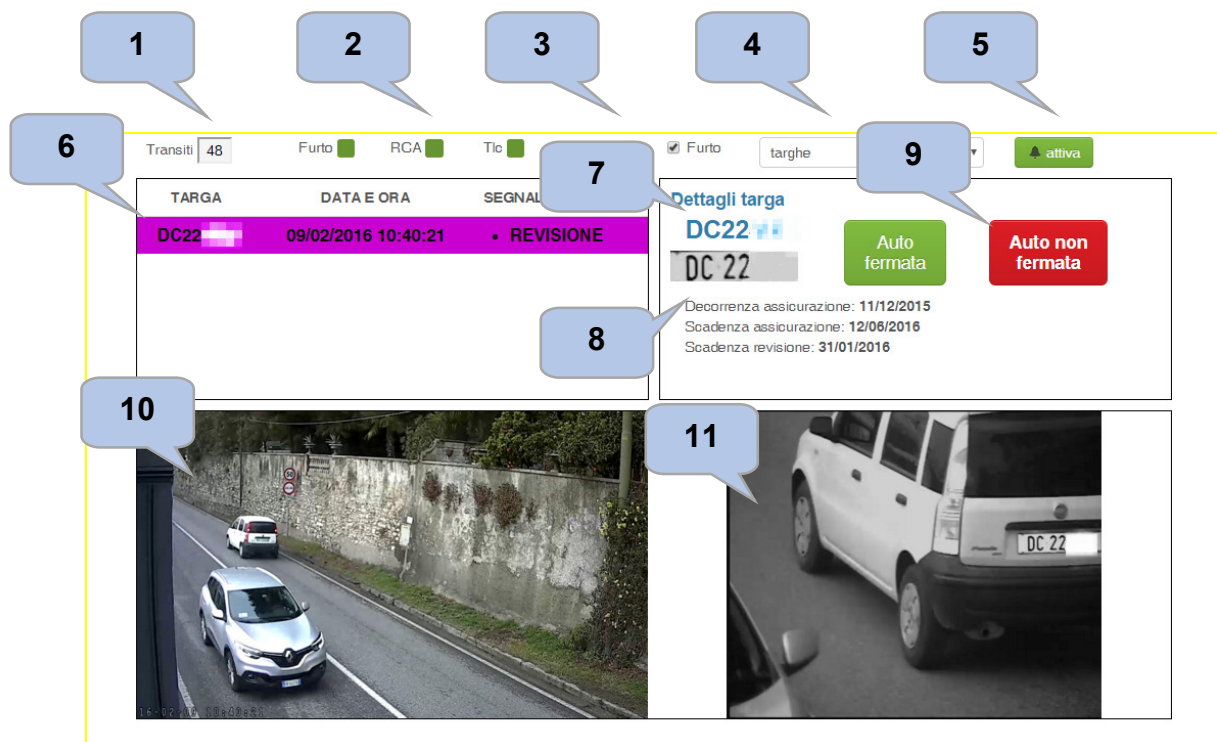 1
2
3
4
5
6
Transiti 48
Furto
RCA
Tlc
Furto
targhe
attiva
7
9
TARGA
DATA E ORA
DC22
09/02/2016 10:40:21
• REVISIONE
Dettagli targa
DC22
DC 22
Auto
fermata
Auto non
fermata
8
Decorrenza assicurazione: 11/12/2015
Scadenza assicurazione: 12/06/2016
Scadenza revisione: 31/01/2016
10
11
50
DC 22